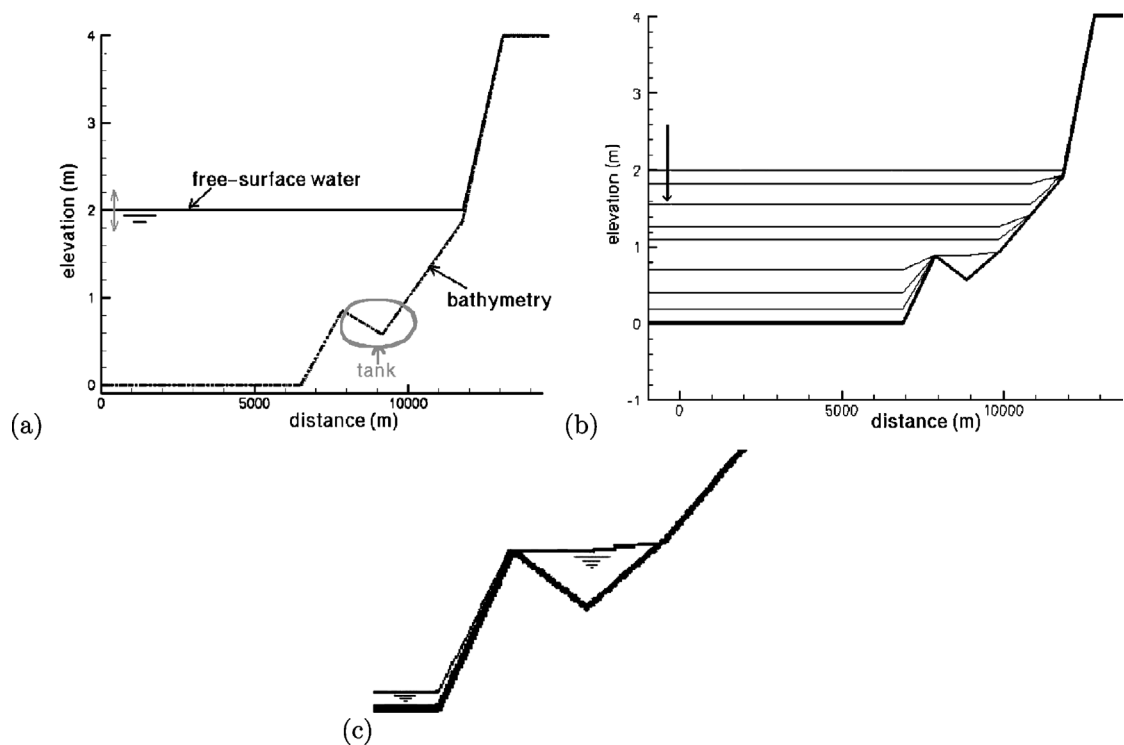 4
3
2
1
0
elevation (m)
free-surface water
bathymetry
tank
0
5000
10000
distance (m)
(a)
4
3
2
1
0
-1
elevation (m)
0
5000
10000
distance (m)
(b)
(c)